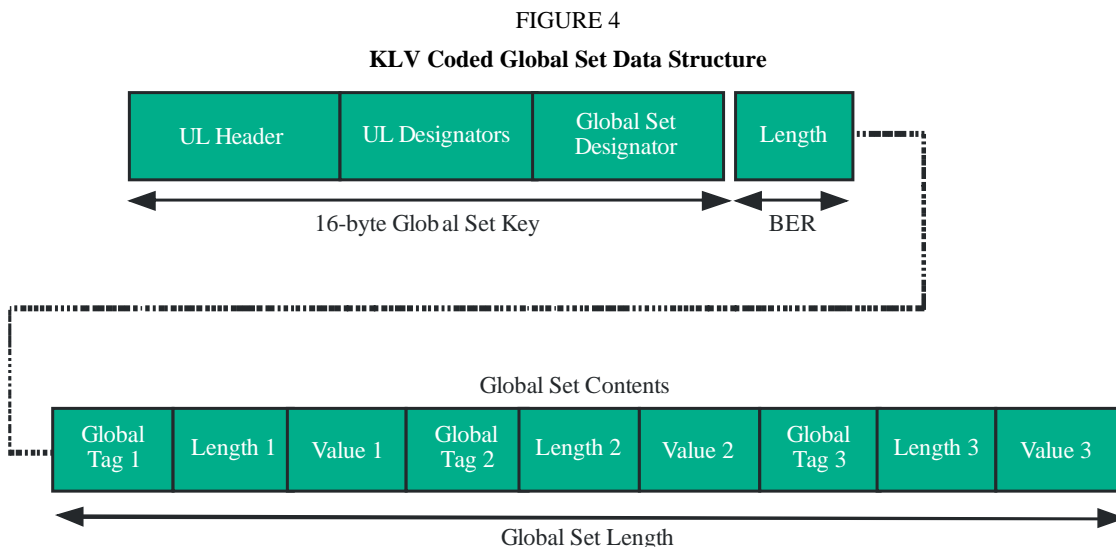 FIGURE 4
KLV Coded Global Set Data Structure
UL Header
UL Designators
Global Set
Designator
Length
16-byte Global Set Key
BER
Global Set Contents
Global
Tag 1
Length 1
Value 1
Global
Tag 2
Length 2
Value 2
Global
Tag 3
Length 3
Value 3
Global Set Length